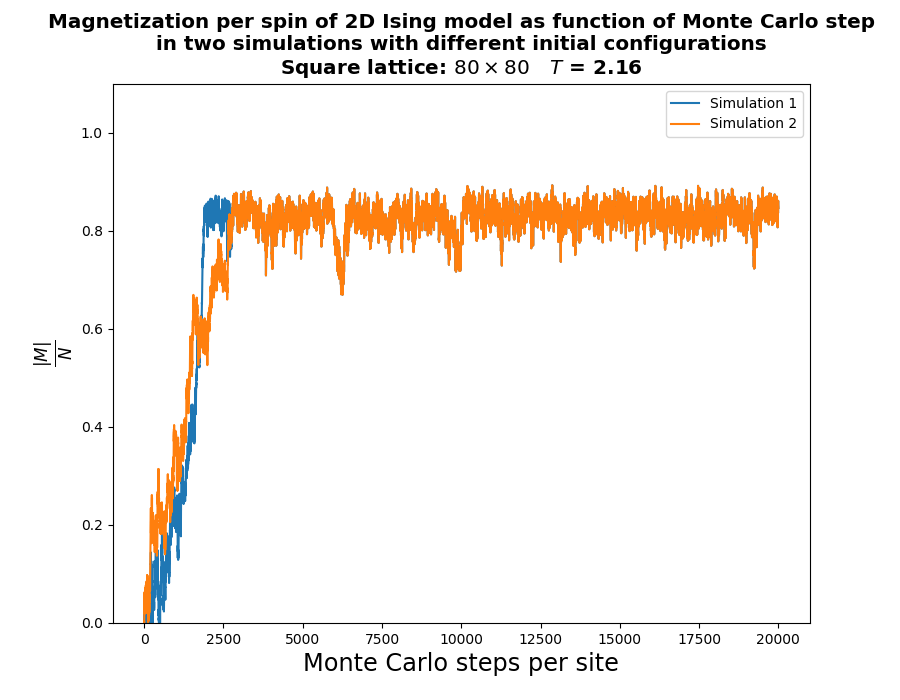 Magnetization per spin of 2D Ising model as function of Monte Carlo step
in two simulations with different initial configurations
Square lattice: 80 × 80 T = 2.16
Simulation 1
Simulation 2
1.0
0.8
0.6
0.4
0.2
0.0
|M|
N
0 2500 5000 7500 10000 12500 15000 17500 20000
Monte Carlo steps per site